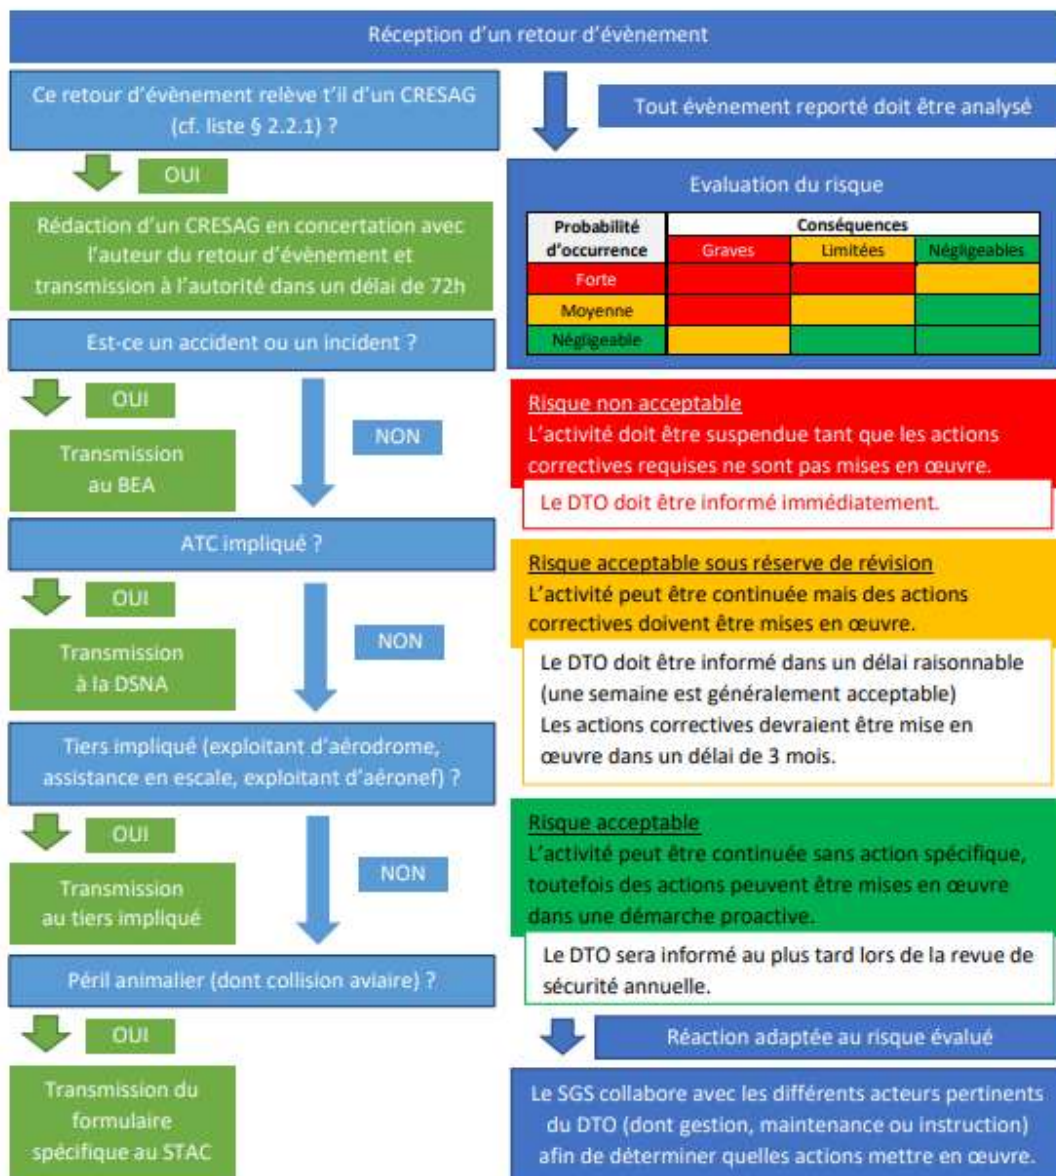 Réception d'un retour d'évènement
Ce retour d'évènement relève t'il d'un CRESAG
(cf. liste § 2.2.1) ?
OUI
Rédaction d'un CRESAG en concertation avec
l'auteur du retour d'évènement et
transmission à l'autorité dans un délai de 72h
Est-ce un accident ou un incident ?
OUI
NON
Transmission
au BEA
ATC impliqué ?
OUI
NON
Transmission
à la DSNA
Tiers impliqué (exploitant d'aérodrome,
assistance en escale, exploitant d'aéronef) ?
OUI
NON
Transmission
au tiers impliqué
Péril animalier (dont collision aviaire) ?
OUI
Transmission du
formulaire
spécifique au STAC
Tout évènement reporté doit être analysé
Evaluation du risque
Probabilité
d'occurrence
Conséquences
Graves
Limitées
Négligeables
Forte
Moyenne
Négligeable
Risque non acceptable
L'activité doit être suspendue tant que les actions
correctives requises ne sont pas mises en œuvre.
Le DTO doit être informé immédiatement.
Risque acceptable sous réserve de révision
L'activité peut être continuée mais des actions
correctives doivent être mises en œuvre.
Le DTO doit être informé dans un délai raisonnable
(une semaine est généralement acceptable)
Les actions correctives devraient être mise en
œuvre dans un délai de 3 mois.
Risque acceptable
L'activité peut être continuée sans action spécifique,
toutefois des actions peuvent être mises en œuvre
dans une démarche proactive.
Le DTO sera informé au plus tard lors de la revue de
sécurité annuelle.
Réaction adaptée au risque évalué
Le SGS collabore avec les différents acteurs pertinents
du DTO (dont gestion, maintenance ou instruction)
afin de déterminer quelles actions mettre en œuvre.